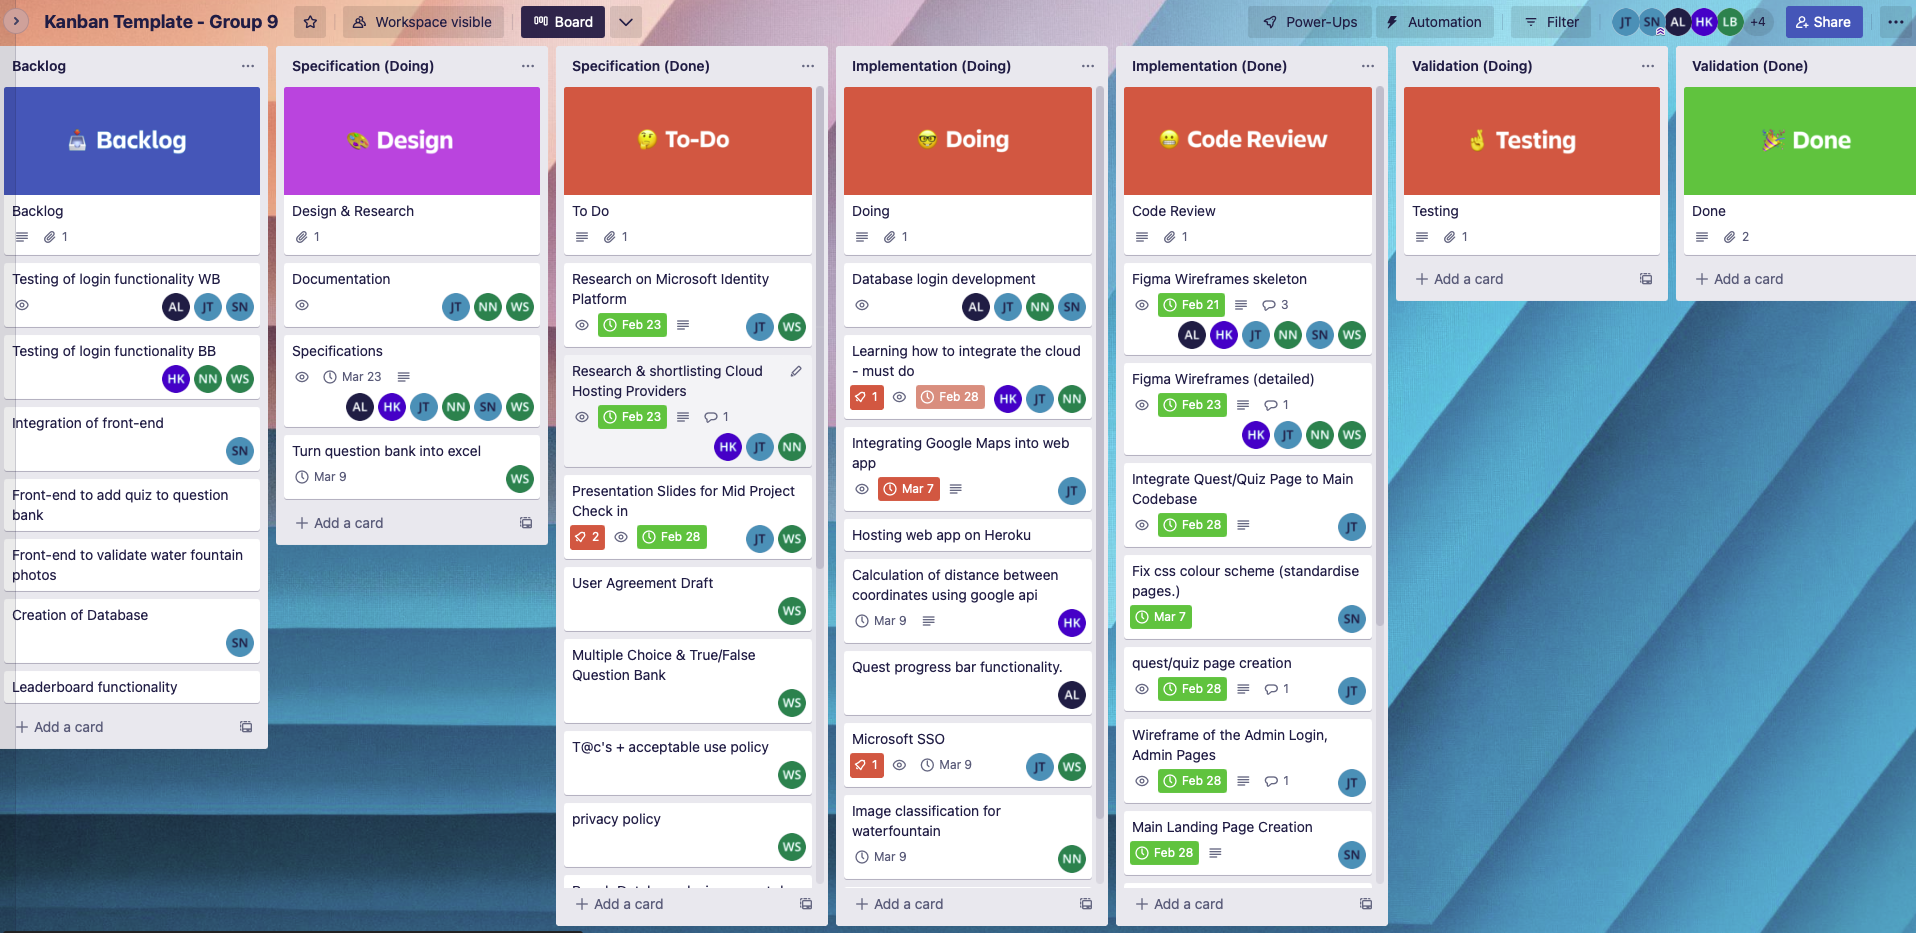 Kanban Template - Group 9
Workspace visible
Board
Power-Ups
Automation
Filter
JT SN AL HK LB +4
Share
Backlog
Backlog
Backlog
1
Testing of login functionality WB
AL JT SN
Testing of login functionality BB
HK NN WS
Integration of front-end
SN
Front-end to add quiz to question
bank
Front-end to validate water fountain
photos
Creation of Database
SN
Leaderboard functionality
+ Add a card
Specification (Doing)
Design
Design & Research
1
Documentation
JT NN WS
Specifications
Mar 23
AL HK JT NN SN WS
Turn question bank into excel
Mar 9
WS
+ Add a card
Specification (Done)
To-Do
To Do
1
Research on Microsoft Identity
Platform
Feb 23
JT WS
Research & shortlisting Cloud
Hosting Providers
Feb 23 1
HK JT NN
Presentation Slides for Mid Project
Check in
2 Feb 28 JT WS
User Agreement Draft
WS
Multiple Choice & True/False
Question Bank
WS
T@c's + acceptable use policy
WS
privacy policy
WS
+ Add a card
Implementation (Doing)
Doing
Doing
1
Database login development
AL JT NN SN
Learning how to integrate the cloud
- must do
1 Feb 28 HK JT NN
Integrating Google Maps into web
app
Mar 7 JT
Hosting web app on Heroku
Calculation of distance between
coordinates using google api
Mar 9 HK
Quest progress bar functionality.
AL
Microsoft SSO
1 Mar 9 JT WS
Image classification for
waterfountain
Mar 9 NN
+ Add a card
Implementation (Done)
Code Review
Code Review
1
Figma Wireframes skeleton
Feb 21 3
AL HK JT NN SN WS
Figma Wireframes (detailed)
Feb 23 1
HK JT NN WS
Integrate Quest/Quiz Page to Main
Codebase
Feb 28 JT
Fix css colour scheme (standardise
pages.)
Mar 7 SN
quest/quiz page creation
Feb 28 1 JT
Wireframe of the Admin Login,
Admin Pages
Feb 28 1 JT
Main Landing Page Creation
Feb 28 SN
+ Add a card
Validation (Doing)
Testing
Testing
1
+ Add a card
Validation (Done)
Done
Done
2
+ Add a card